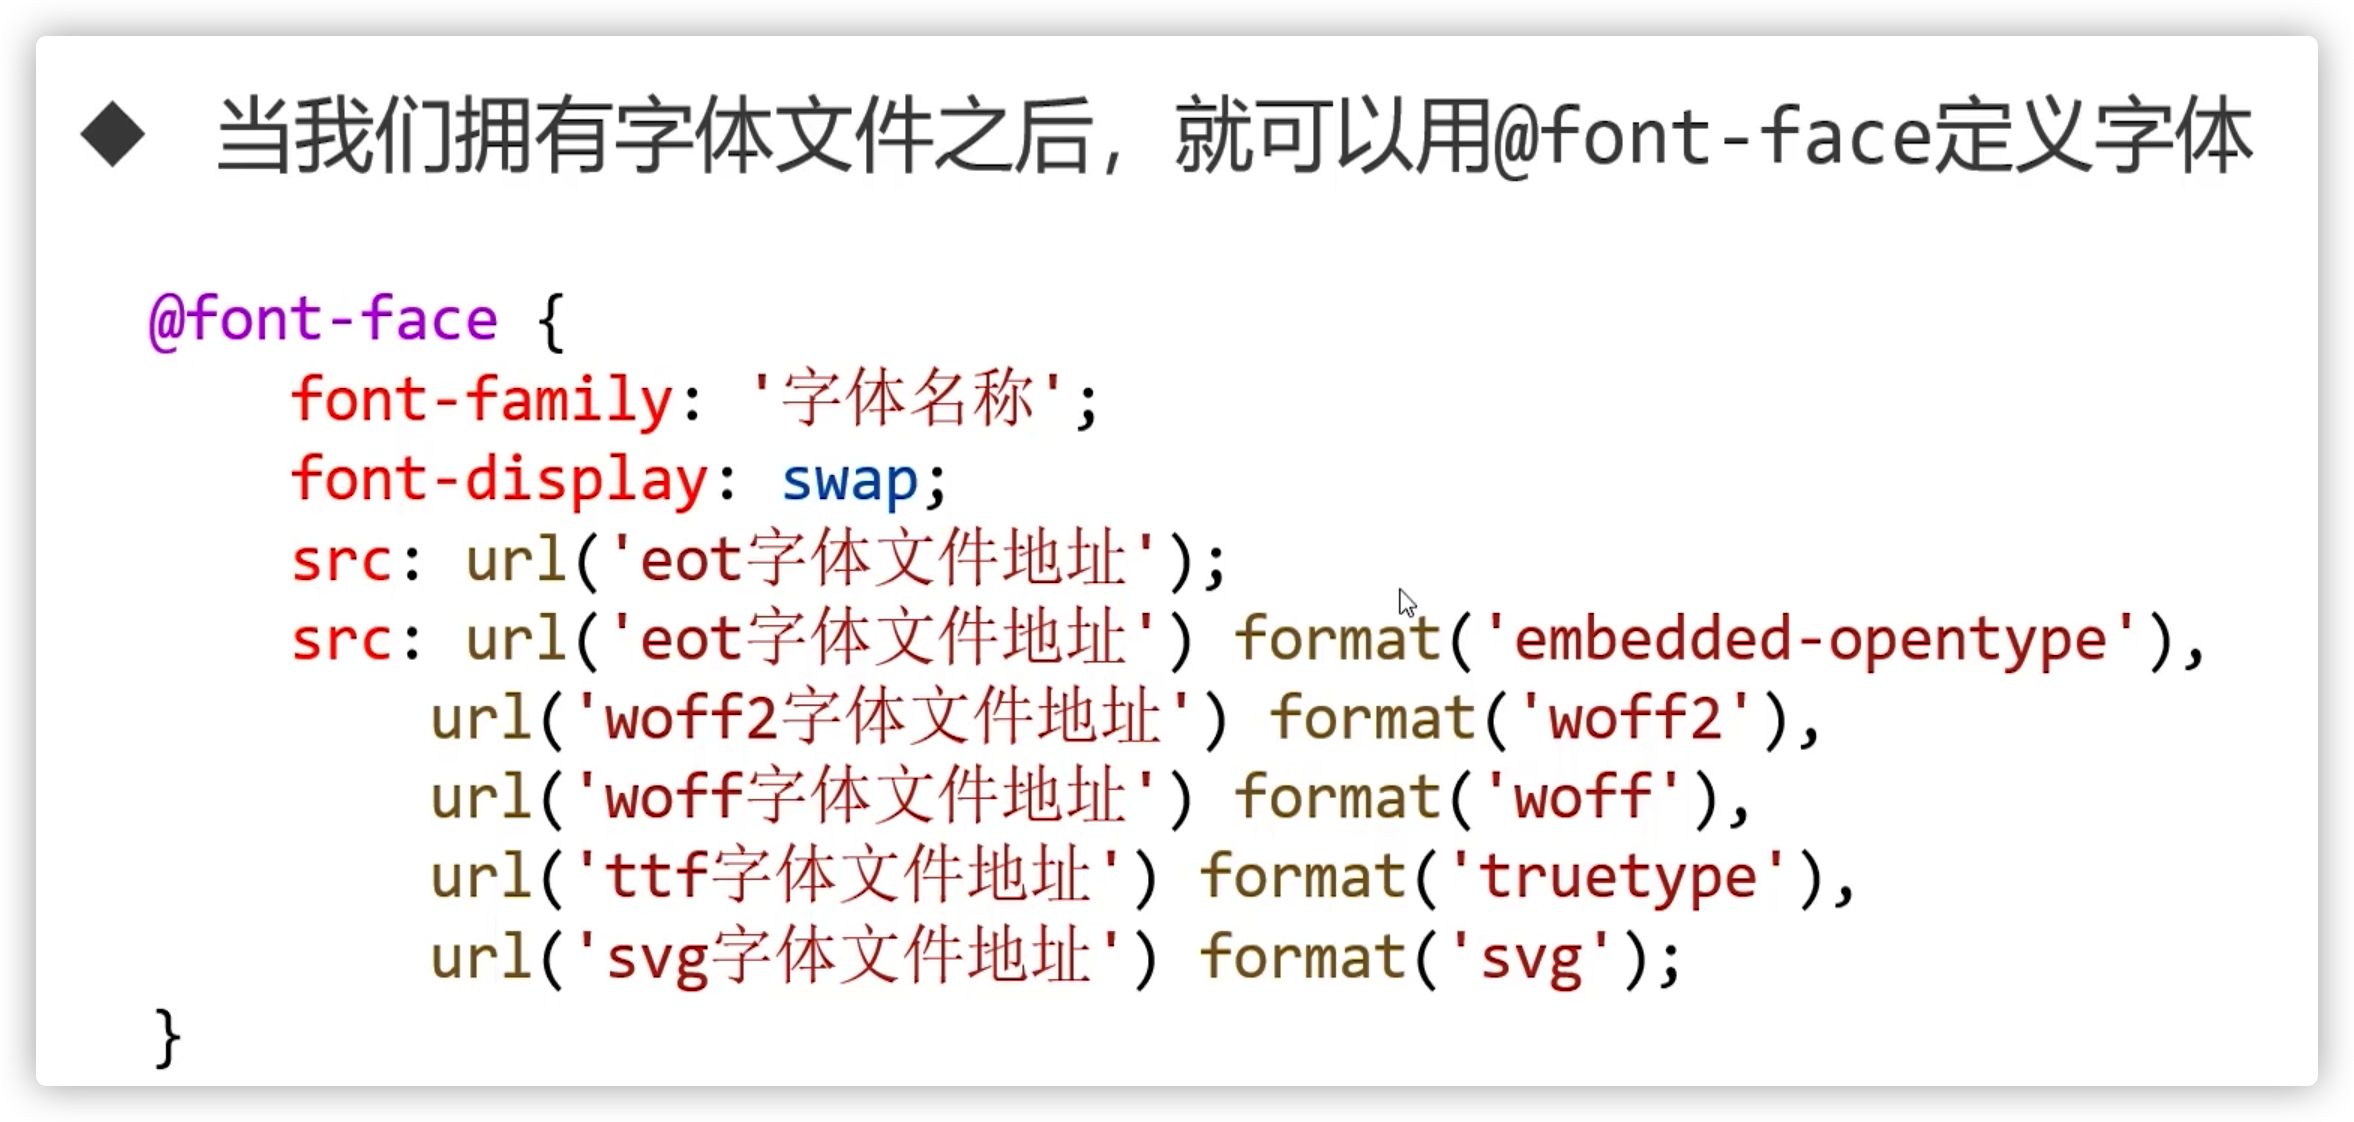 ◆ 当我们拥有字体文件之后，就可以用@font-face定义字体
@font-face {
    font-family: '字体名称';
    font-display: swap;
    src: url('eot字体文件地址');
    src: url('eot字体文件地址') format('embedded-opentype'),
        url('woff2字体文件地址') format('woff2'),
        url('woff字体文件地址') format('woff'),
        url('ttf字体文件地址') format('truetype'),
        url('svg字体文件地址') format('svg');
}